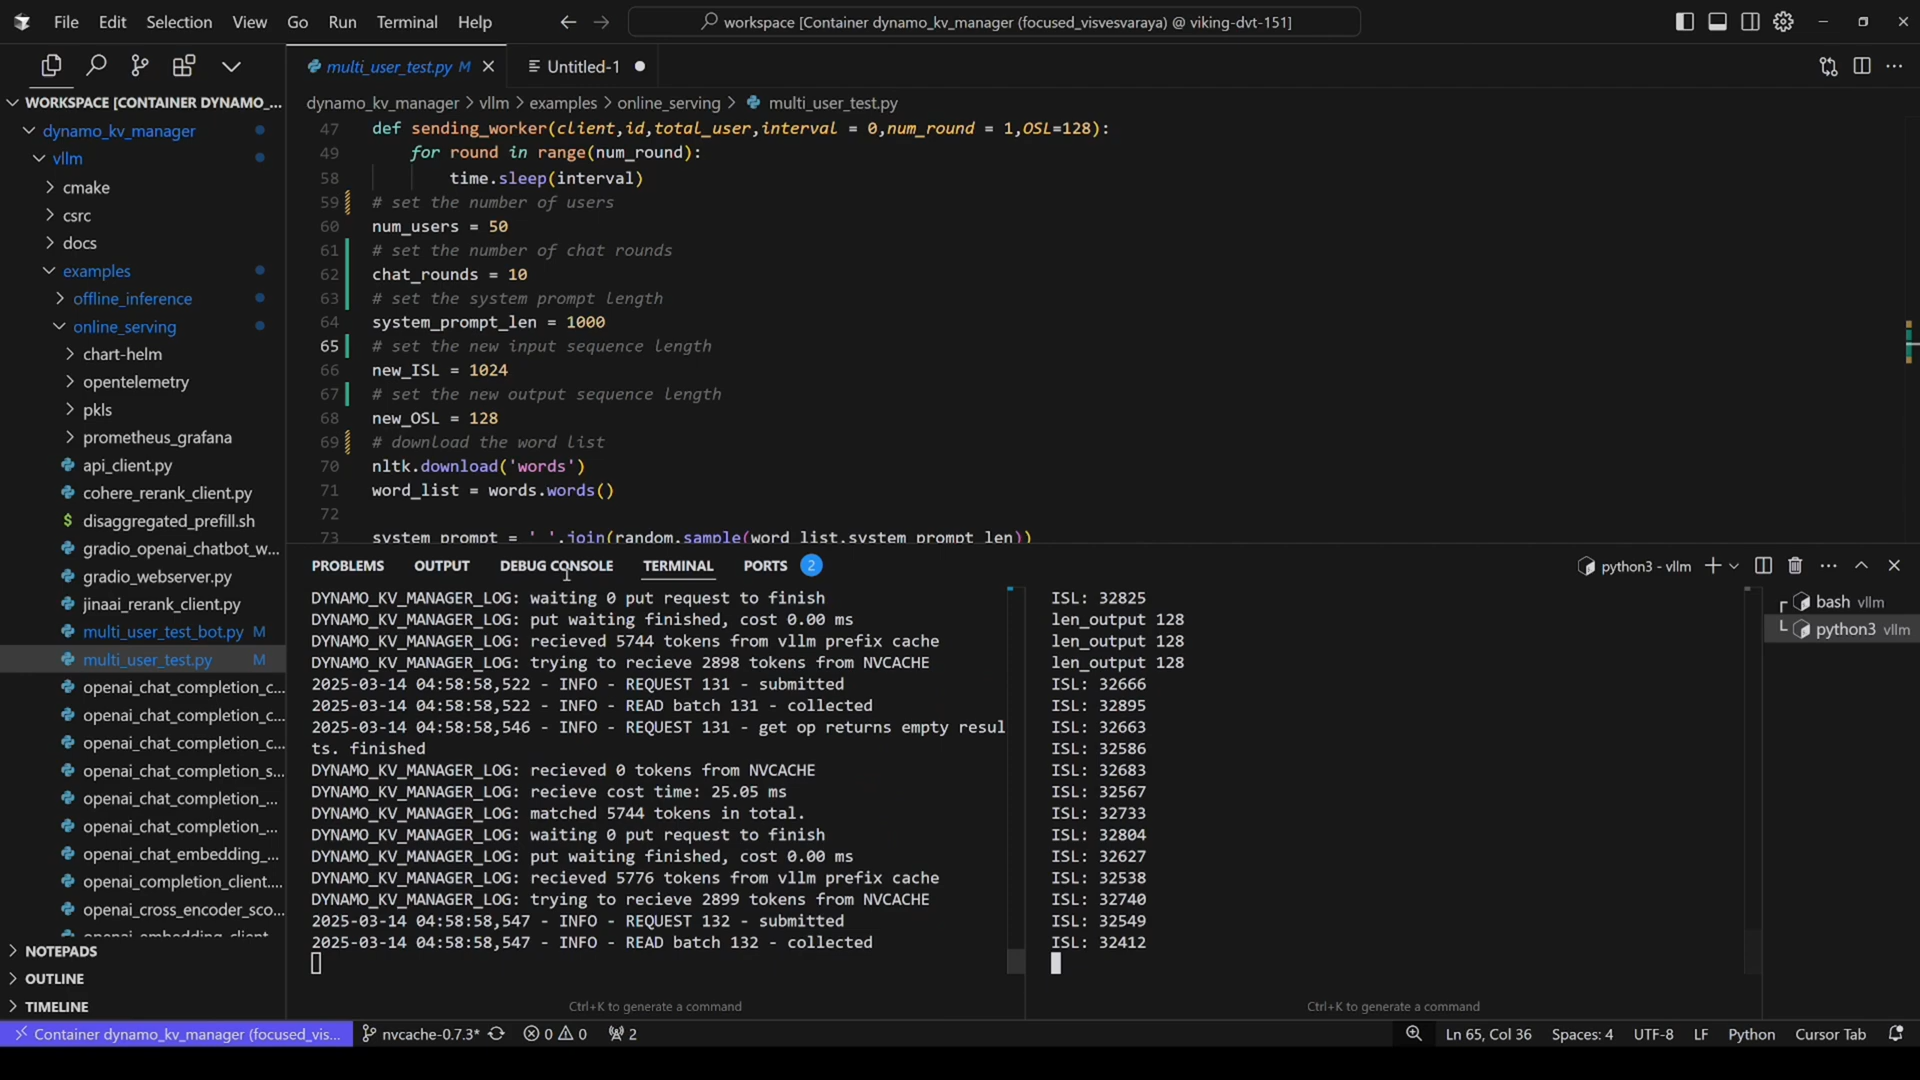 File Edit Selection View Go Run Terminal Help
workspace [Container dynamo_kv_manager (focused_visvesvaraya) @ viking-dvt-151]
WORKSPACE [CONTAINER DYNAMO_...
dynamo_kv_manager
vllm
cmake
csrc
docs
examples
offline_inference
online_serving
chart-helm
opentelemetry
pkls
prometheus_grafana
api_client.py
cohere_rerank_client.py
$ disaggregated_prefill.sh
gradio_openai_chatbot_w...
gradio_webserver.py
jinaai_rerank_client.py
multi_user_test_bot.py M
multi_user_test.py M
openai_chat_completion_c...
openai_chat_completion_c...
openai_chat_completion_c...
openai_chat_completion_s...
openai_chat_completion_...
openai_chat_completion_...
openai_chat_embedding_...
openai_completion_client....
openai_cross_encoder_sco...
openai_embedding_client
NOTEPADS
OUTLINE
TIMELINE
multi_user_test.py M
Untitled-1
dynamo_kv_manager > vllm > examples > online_serving > multi_user_test.py
47 def sending_worker(client,id,total_user,interval = 0,num_round = 1,OSL=128):
49 for round in range(num_round):
58 time.sleep(interval)
59 # set the number of users
60 num_users = 50
61 # set the number of chat rounds
62 chat_rounds = 10
63 # set the system prompt length
64 system_prompt_len = 1000
65 # set the new input sequence length
66 new_ISL = 1024
67 # set the new output sequence length
68 new_OSL = 128
69 # download the word list
70 nltk.download('words')
71 word_list = words.words()
72
73 system_prompt = ' '.join(random.sample(word_list,system_prompt_len))
PROBLEMS OUTPUT DEBUG CONSOLE TERMINAL PORTS 2
python3 - vllm
DYNAMO_KV_MANAGER_LOG: waiting 0 put request to finish
DYNAMO_KV_MANAGER_LOG: put waiting finished, cost 0.00 ms
DYNAMO_KV_MANAGER_LOG: recieved 5744 tokens from vllm prefix cache
DYNAMO_KV_MANAGER_LOG: trying to recieve 2898 tokens from NVCACHE
2025-03-14 04:58:58,522 - INFO - REQUEST 131 - submitted
2025-03-14 04:58:58,522 - INFO - READ batch 131 - collected
2025-03-14 04:58:58,546 - INFO - REQUEST 131 - get op returns empty resul
ts. finished
DYNAMO_KV_MANAGER_LOG: recieved 0 tokens from NVCACHE
DYNAMO_KV_MANAGER_LOG: recieve cost time: 25.05 ms
DYNAMO_KV_MANAGER_LOG: matched 5744 tokens in total.
DYNAMO_KV_MANAGER_LOG: waiting 0 put request to finish
DYNAMO_KV_MANAGER_LOG: put waiting finished, cost 0.00 ms
DYNAMO_KV_MANAGER_LOG: recieved 5776 tokens from vllm prefix cache
DYNAMO_KV_MANAGER_LOG: trying to recieve 2899 tokens from NVCACHE
2025-03-14 04:58:58,547 - INFO - REQUEST 132 - submitted
2025-03-14 04:58:58,547 - INFO - READ batch 132 - collected
Ctrl+K to generate a command
ISL: 32825
len_output 128
len_output 128
len_output 128
ISL: 32666
ISL: 32895
ISL: 32663
ISL: 32586
ISL: 32683
ISL: 32567
ISL: 32733
ISL: 32804
ISL: 32627
ISL: 32538
ISL: 32740
ISL: 32549
ISL: 32412
Ctrl+K to generate a command
bash vllm
python3 vllm
Container dynamo_kv_manager (focused_vis... nvcache-0.7.3* 0 0 2 Ln 65, Col 36 Spaces: 4 UTF-8 LF Python Cursor Tab